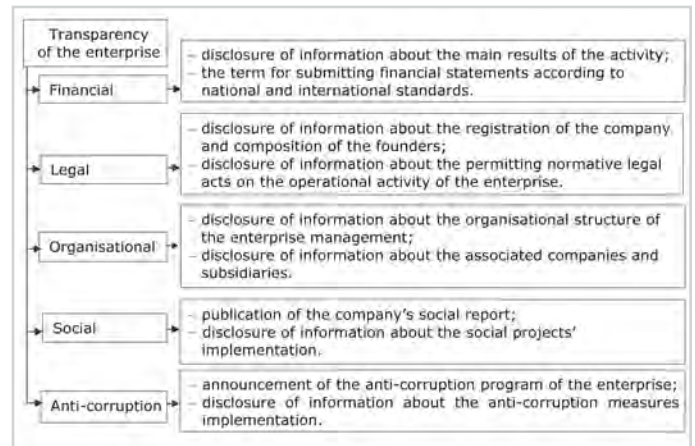 Transparency
of the enterprise
Financial
– disclosure of information about the main results of the activity;
– the term for submitting financial statements according to
national and international standards.
Legal
– disclosure of information about the registration of the company
and composition of the founders;
– disclosure of information about the permitting normative legal
acts on the operational activity of the enterprise.
Organisational
– disclosure of information about the organisational structure of
the enterprise management;
– disclosure of information about the associated companies and
subsidiaries.
Social
– publication of the company's social report;
– disclosure of information about the social projects'
implementation.
Anti-corruption
– announcement of the anti-corruption program of the enterprise;
– disclosure of information about the anti-corruption measures
implementation.